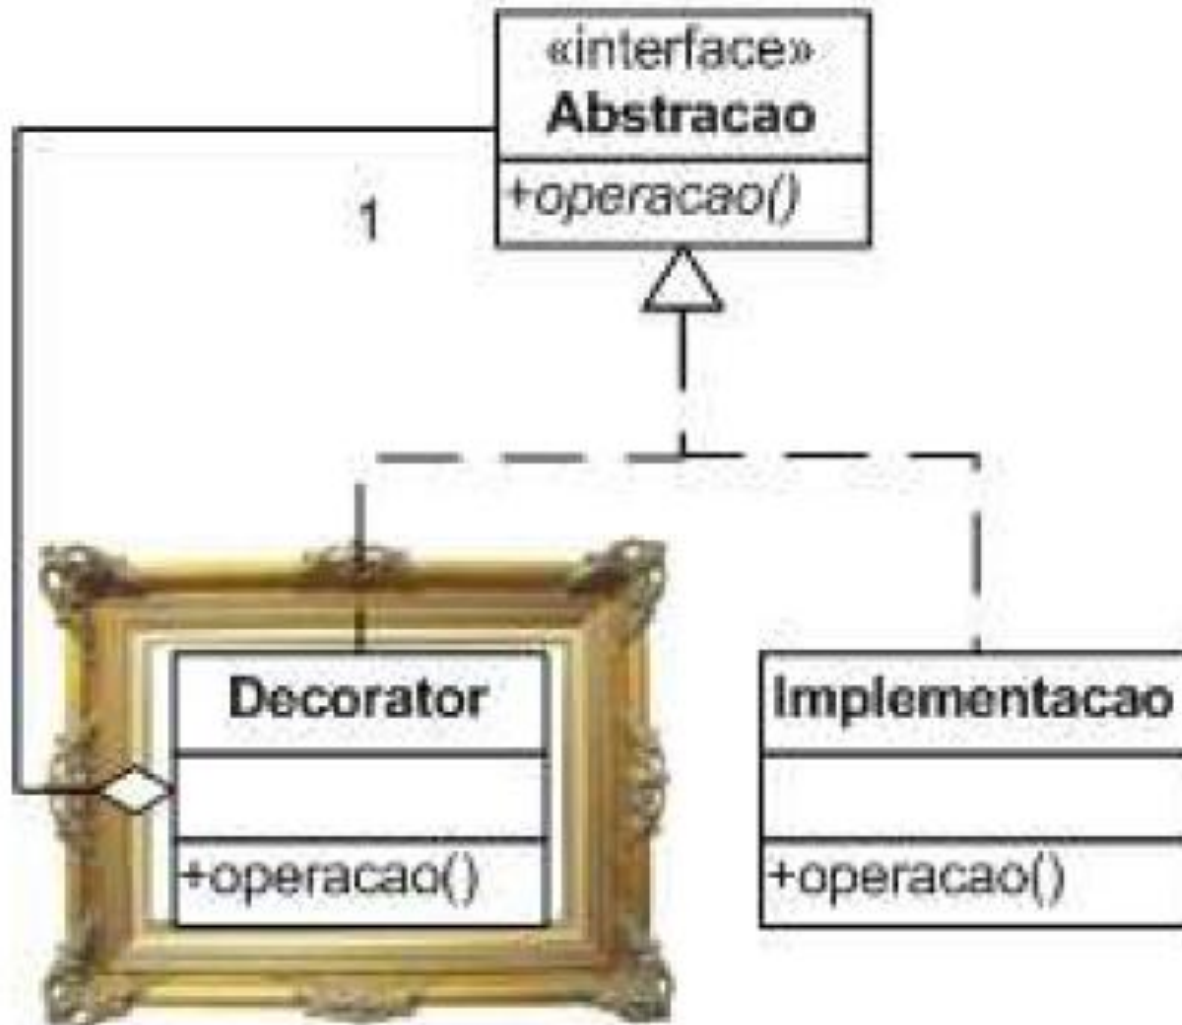 «interface»
Abstracao
+operacao()
1
Decorator
+operacao()
Implementacao
+operacao()